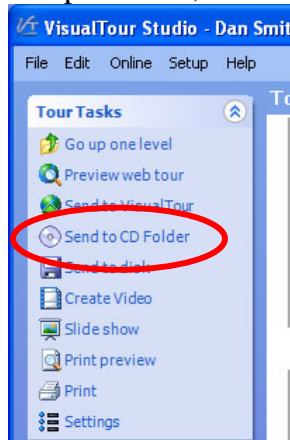 VT VisualTour Studio - Dan Smit
File Edit Online Setup Help
Tour Tasks
Go up one level
Preview web tour
Send to VisualTour
Send to CD Folder
Send to disk
Create Video
Slide show
Print preview
Print
Settings